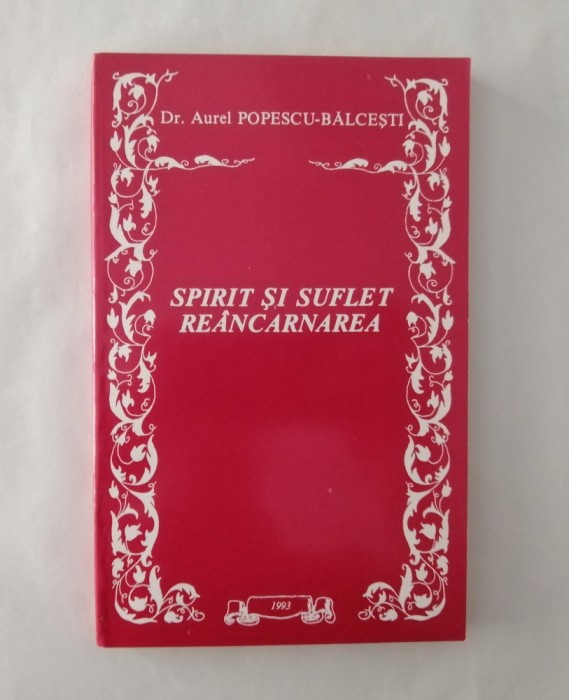 Dr. Aurel POPESCU-BĂLCEȘTI
SPIRIT ȘI SUFLET
REÂNCARNAREA
1993